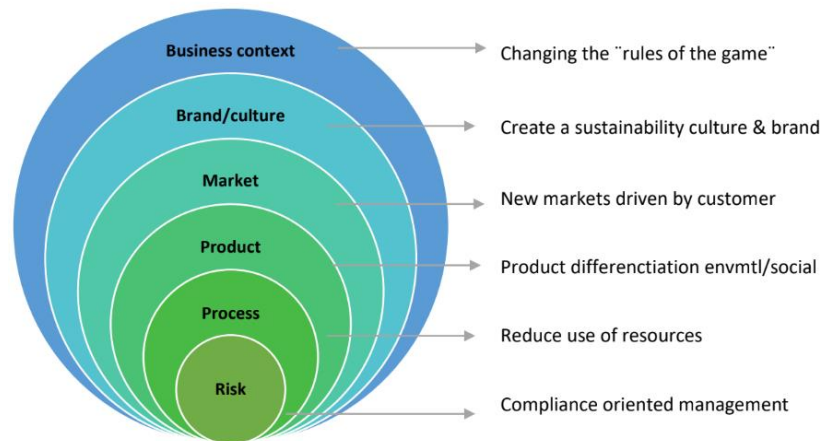 Business context
Changing the ¨rules of the game¨
Brand/culture
Create a sustainability culture & brand
Market
New markets driven by customer
Product
Product differenctiation envmtl/social
Process
Reduce use of resources
Risk
Compliance oriented management